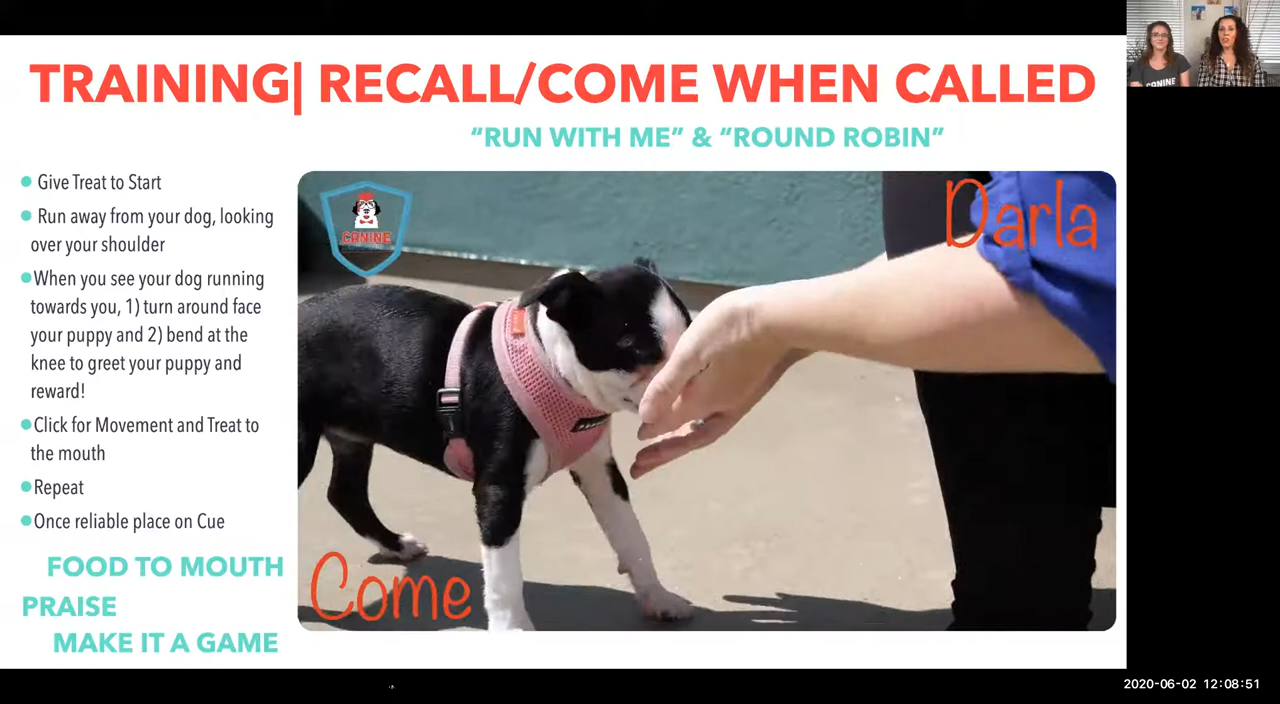 TRAINING| RECALL/COME WHEN CALLED
“RUN WITH ME” & “ROUND ROBIN”
Give Treat to Start
Run away from your dog, looking
over your shoulder
When you see your dog running
towards you, 1) turn around face
your puppy and 2) bend at the
knee to greet your puppy and
reward!
Click for Movement and Treat to
the mouth
Repeat
Once reliable place on Cue
FOOD TO MOUTH
PRAISE
MAKE IT A GAME
CANINE
Darla
Come
CANINE
2020-06-02 12:08:51